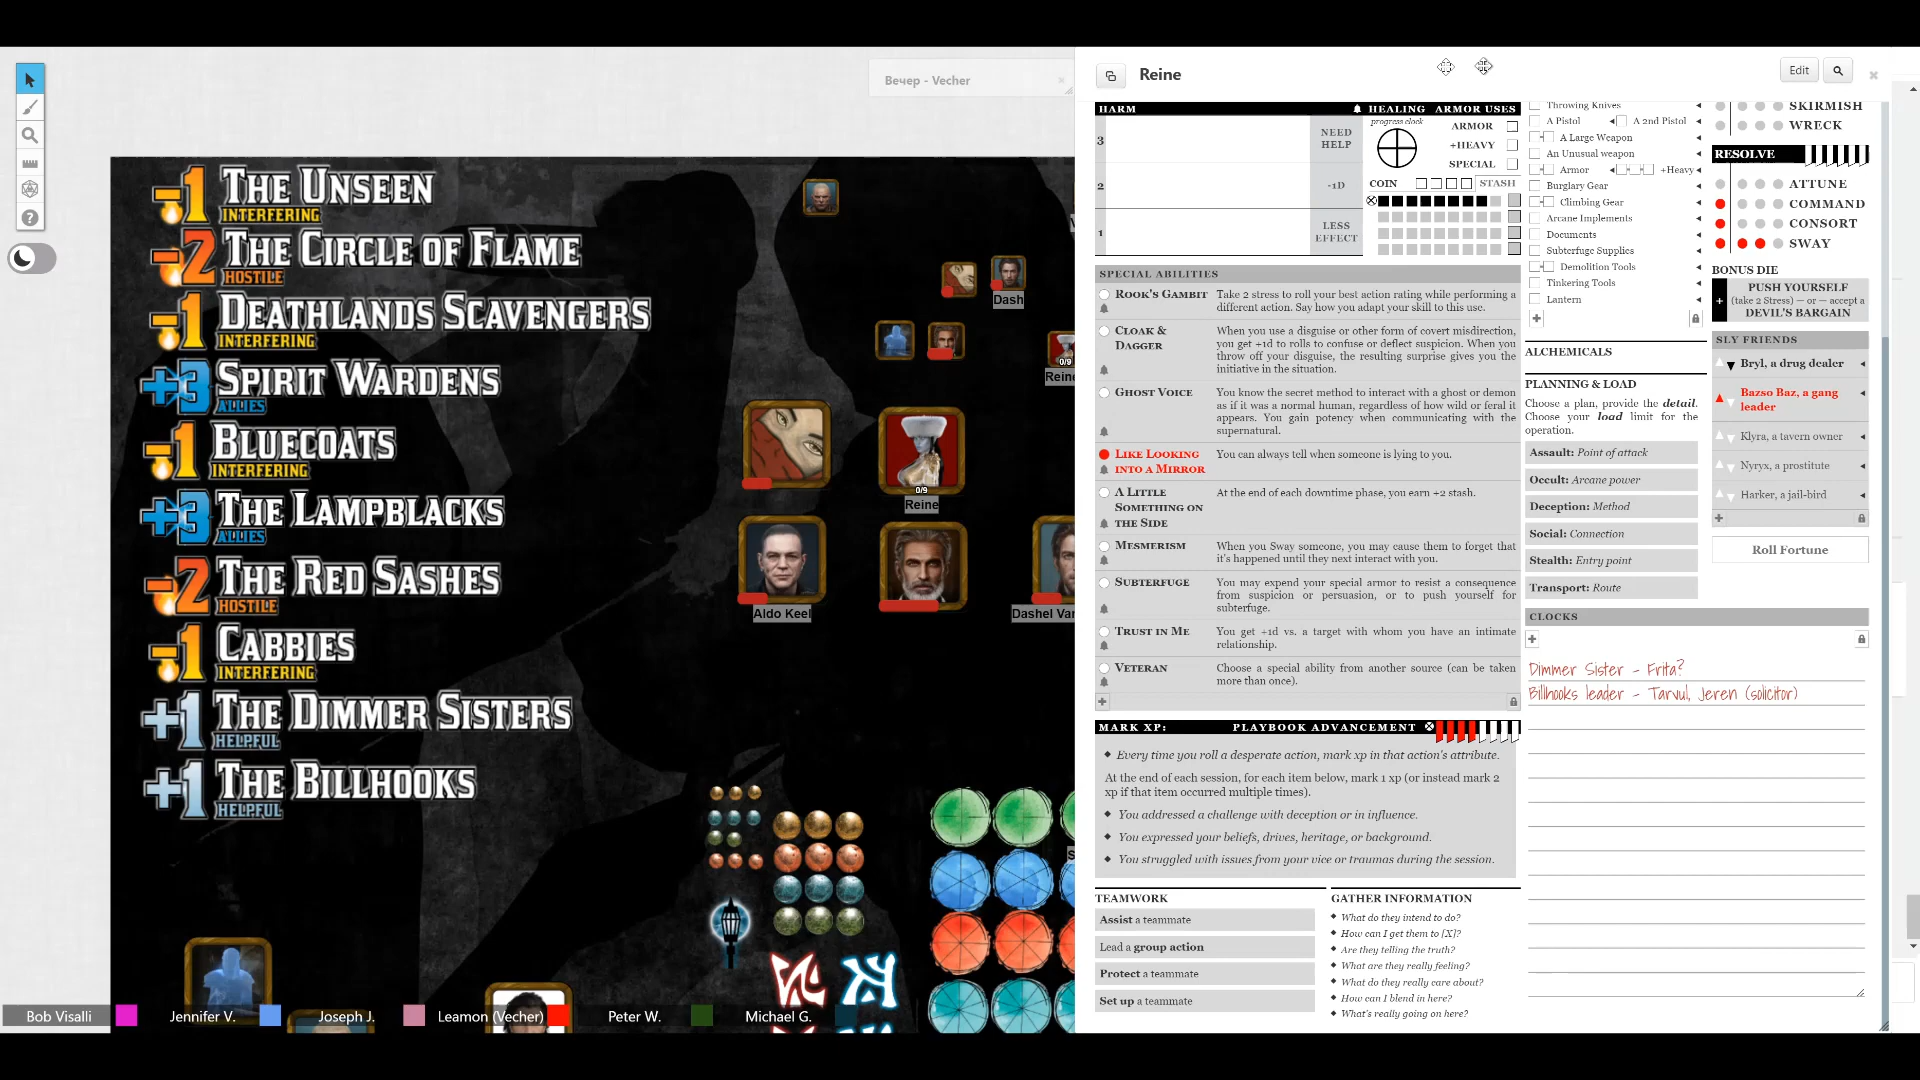 Вечер - Vecher
Reine
Edit
-1 THE UNSEEN
INTERFERING
-2 THE CIRCLE OF FLAME
HOSTILE
-1 DEATHLANDS SCAVENGERS
INTERFERING
+3 SPIRIT WARDENS
ALLIES
-1 BLUECOATS
INTERFERING
+3 THE LAMPBLACKS
ALLIES
-2 THE RED SASHES
HOSTILE
-1 CABBIES
INTERFERING
+1 THE DIMMER SISTERS
HELPFUL
+1 THE BILLHOOKS
HELPFUL
Dash
0/9
Reine
0/9
Reine
Aldo Keel
Dashel Var
Bob Visalli
Jennifer V.
Joseph J.
Leamon (Vecher)
Peter W.
Michael G.
HARM
HEALING ARMOR USES
3
NEED HELP
2
-1D
1
LESS EFFECT
progress clock
ARMOR
+HEAVY
SPECIAL
COIN
STASH
SPECIAL ABILITIES
ROOK'S GAMBIT
Take 2 stress to roll your best action rating while performing a
different action. Say how you adapt your skill to this use.
CLOAK &
DAGGER
When you use a disguise or other form of covert misdirection,
you get +1d to rolls to confuse or deflect suspicion. When you
throw off your disguise, the resulting surprise gives you the
initiative in the situation.
GHOST VOICE
You know the secret method to interact with a ghost or demon
as if it was a normal human, regardless of how wild or feral it
appears. You gain potency when communicating with the
supernatural.
LIKE LOOKING
INTO A MIRROR
You can always tell when someone is lying to you.
A LITTLE
SOMETHING ON
THE SIDE
At the end of each downtime phase, you earn +2 stash.
MESMERISM
When you Sway someone, you may cause them to forget that
it's happened until they next interact with you.
SUBTERFUGE
You may expend your special armor to resist a consequence
from suspicion or persuasion, or to push yourself for
subterfuge.
TRUST IN ME
You get +1d vs. a target with whom you have an intimate
relationship.
VETERAN
Choose a special ability from another source (can be taken
more than once).
MARK XP:
PLAYBOOK ADVANCEMENT
Every time you roll a desperate action, mark xp in that action's attribute.
At the end of each session, for each item below, mark 1 xp (or instead mark 2
xp if that item occurred multiple times).
You addressed a challenge with deception or in influence.
You expressed your beliefs, drives, heritage, or background.
You struggled with issues from your vice or traumas during the session.
TEAMWORK
Assist a teammate
Lead a group action
Protect a teammate
Set up a teammate
GATHER INFORMATION
What do they intend to do?
How can I get them to [X]?
Are they telling the truth?
What are they really feeling?
What do they really care about?
How can I blend in here?
What's really going on here?
Throwing Knives
A Pistol
A 2nd Pistol
A Large Weapon
An Unusual weapon
Armor
+Heavy
Burglary Gear
Climbing Gear
Arcane Implements
Documents
Subterfuge Supplies
Demolition Tools
Tinkering Tools
Lantern
ALCHEMICALS
PLANNING & LOAD
Choose a plan, provide the detail.
Choose your load limit for the
operation.
Assault: Point of attack
Occult: Arcane power
Deception: Method
Social: Connection
Stealth: Entry point
Transport: Route
SKIRMISH
WRECK
RESOLVE
ATTUNE
COMMAND
CONSORT
SWAY
BONUS DIE
+
PUSH YOURSELF
(take 2 Stress) — or — accept a
DEVIL'S BARGAIN
SLY FRIENDS
Bryl, a drug dealer
Bazso Baz, a gang
leader
Klyra, a tavern owner
Nyryx, a prostitute
Harker, a jail-bird
Roll Fortune
CLOCKS
Dimmer Sister - Frita?
Billhooks leader - Tarvul, Jeren (solicitor)